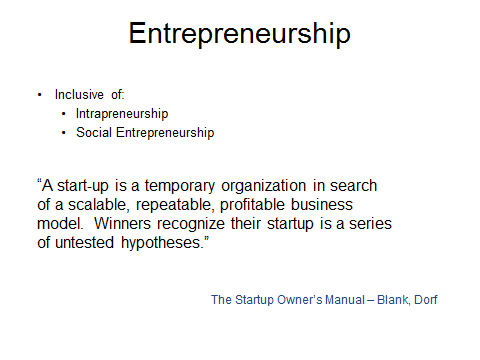 Entrepreneurship
• Inclusive of:
• Intrapreneurship
• Social Entrepreneurship
“A start-up is a temporary organization in search
of a scalable, repeatable, profitable business
model.  Winners recognize their startup is a series
of untested hypotheses.”
The Startup Owner’s Manual – Blank, Dorf